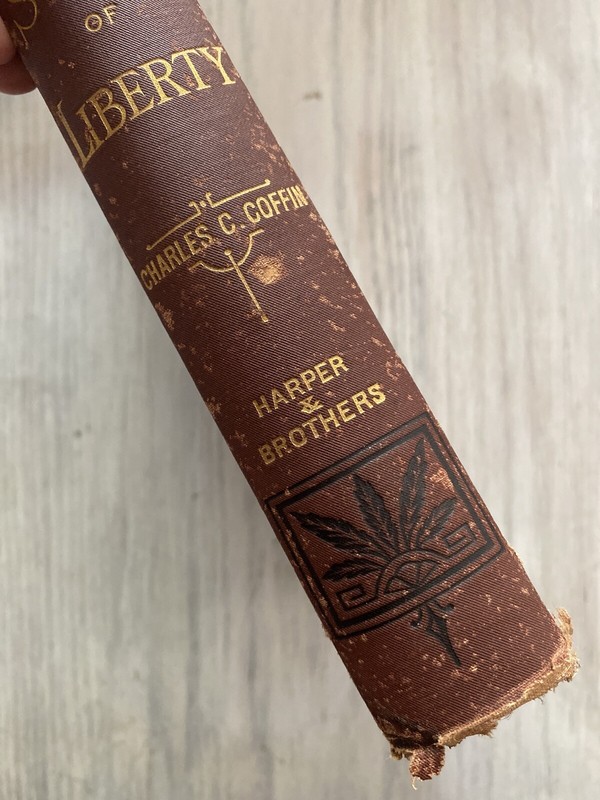 OF
LIBERTY
CHARLES C. COFFIN
HARPER
&
BROTHERS